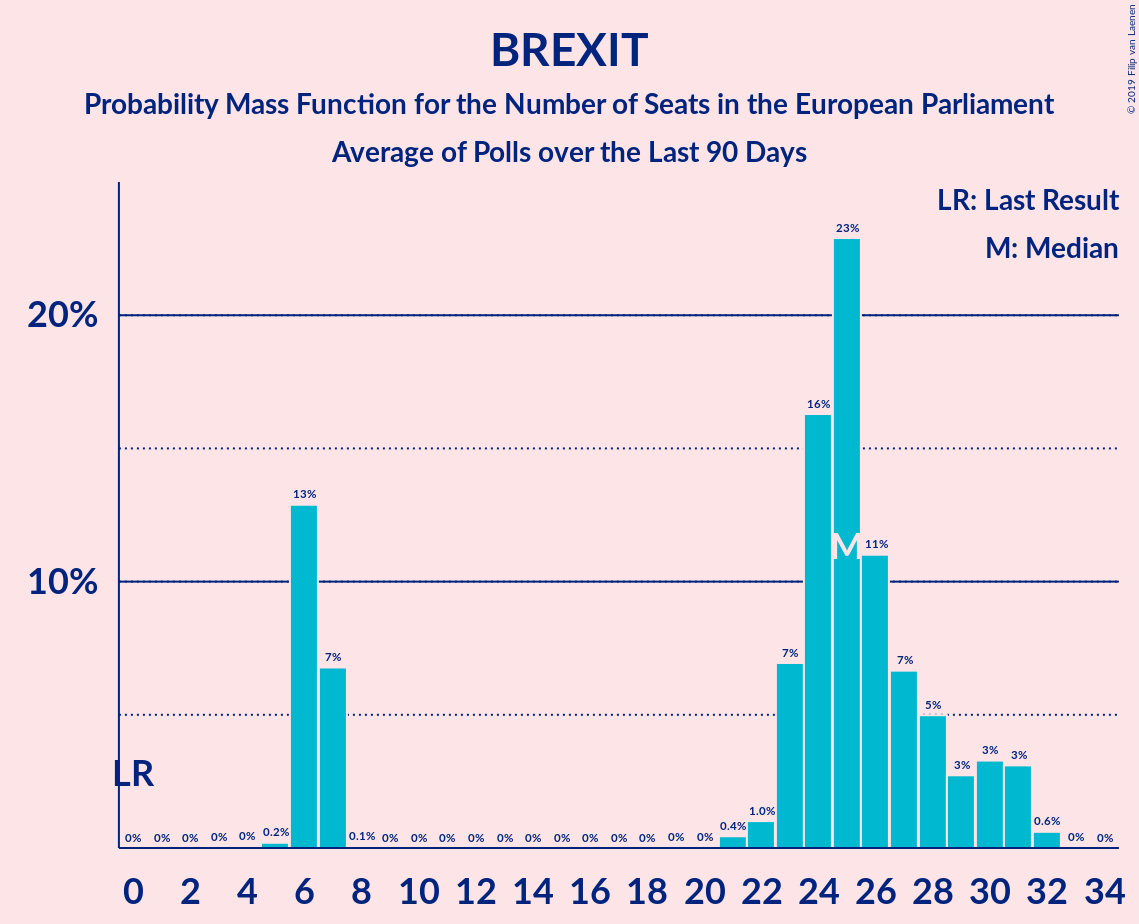 BREXIT
Probability Mass Function for the Number of Seats in the European Parliament
Average of Polls over the Last 90 Days
© 2019 Filip van Laenen
LR: Last Result
M: Median
20%
10%
LR
M
0% 0% 0% 0% 0% 0.2% 13% 7% 0.1% 0% 0% 0% 0% 0% 0% 0% 0% 0% 0% 0% 0% 0.4% 1.0% 7% 16% 23% 11% 7% 5% 3% 3% 3% 0.6% 0% 0%
0 2 4 6 8 10 12 14 16 18 20 22 24 26 28 30 32 34